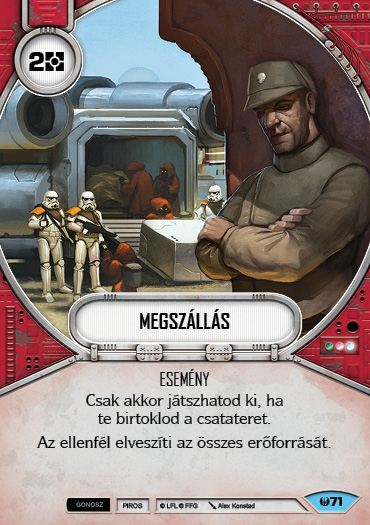 2
MEGSZÁLLÁS
ESEMÉNY
Csak akkor játszhatod ki, ha
te birtoklod a csatateret.
Az ellenfél elveszíti az összes erőforrását.
GONOSZ PIROS © LFL © FFG Alex Konstad 71